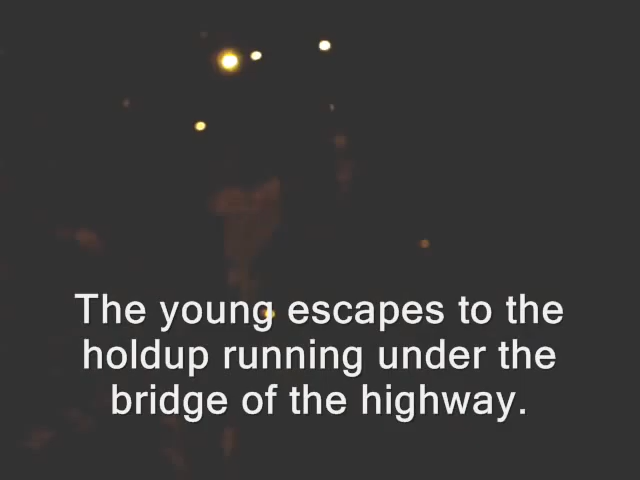 The young escapes to the
holdup running under the
bridge of the highway.